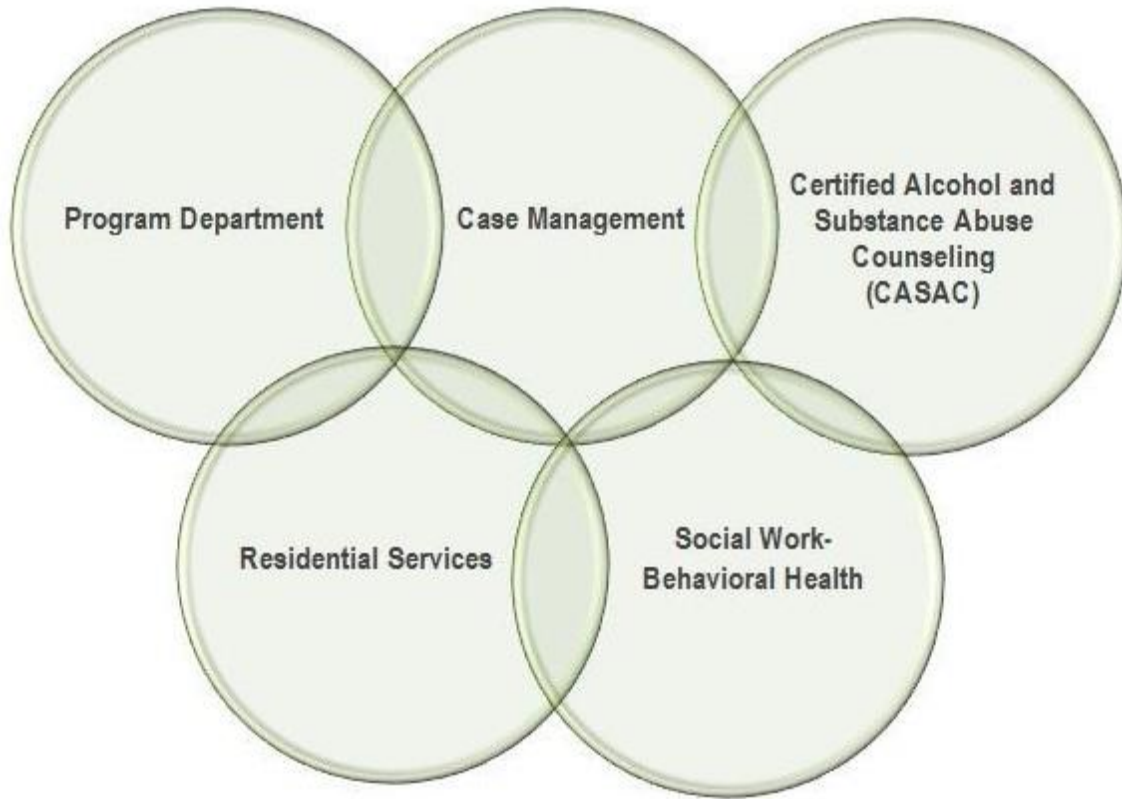 Program Department
Case Management
Certified Alcohol and
Substance Abuse
Counseling
(CASAC)
Residential Services
Social Work-
Behavioral Health